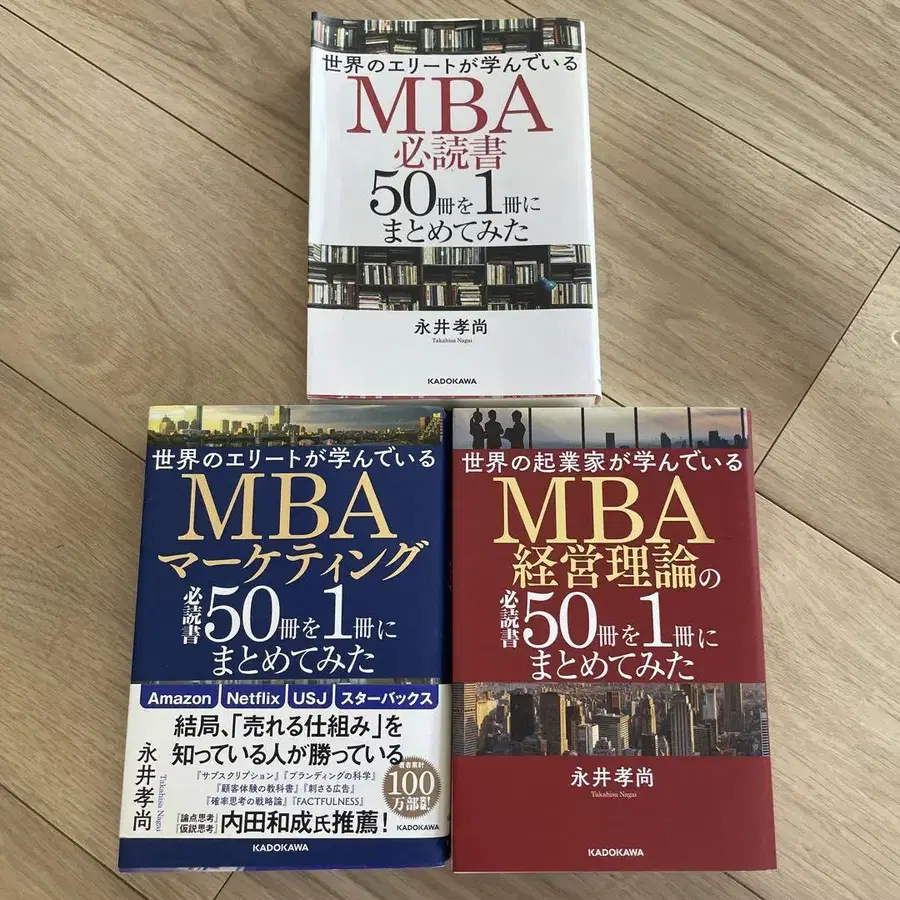 世界のエリートが学んでいる
MBA
必読書
50冊を1冊に
まとめてみた
永井孝尚
Takahisa Nagai
KADOKAWA
世界のエリートが学んでいる
MBA
マーケティング
必読書
50冊を1冊に
まとめてみた
Amazon Netflix USJ スターバックス
結局、「売れる仕組み」を
知っている人が勝っている
『サブスクリプション』『ブランディングの科学』
『顧客体験の教科書』『刺さる広告』
『確率思考の戦略論』『FACTFULNESS』
『論点思考』
『仮説思考』
内田和成氏推薦!
永井孝尚
Takahisa Nagai
著者累計
100
万部
KADOKAWA
KADOKAWA
世界の起業家が学んでいる
MBA
経営理論の
必読書
50冊を1冊に
まとめてみた
永井孝尚
Takahisa Nagai
KADOKAWA